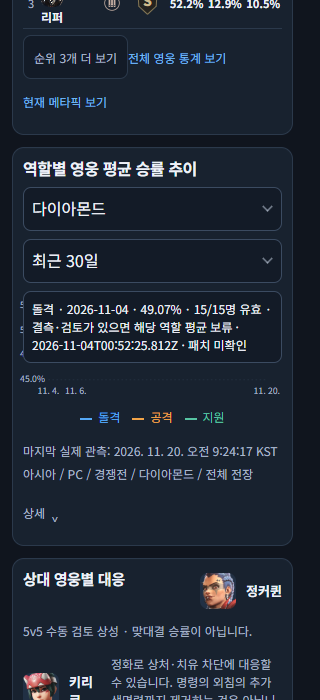 3 52.2% 12.9% 10.5%
리퍼
순위 3개 더 보기 전체 영웅 통계 보기
현재 메타픽 보기
역할별 영웅 평균 승률 추이
다이아몬드
최근 30일
돌격 · 2026-11-04 · 49.07% · 15/15명 유효 ·
결측·검토가 있으면 해당 역할 평균 보류 ·
2026-11-04T00:52:25.812Z · 패치 미확인
45.0%
11. 4. 11. 6. 11. 20.
돌격 공격 지원
마지막 실제 관측: 2026. 11. 20. 오전 9:24:17 KST
아시아 / PC / 경쟁전 / 다이아몬드 / 전체 전장
상세
상대 영웅별 대응 정커퀸
5v5 수동 검토 상성 · 맞대결 승률이 아닙니다.
정화로 상처·치유 차단에 대응할
키리 수 있습니다. 명령의 외침의 추가